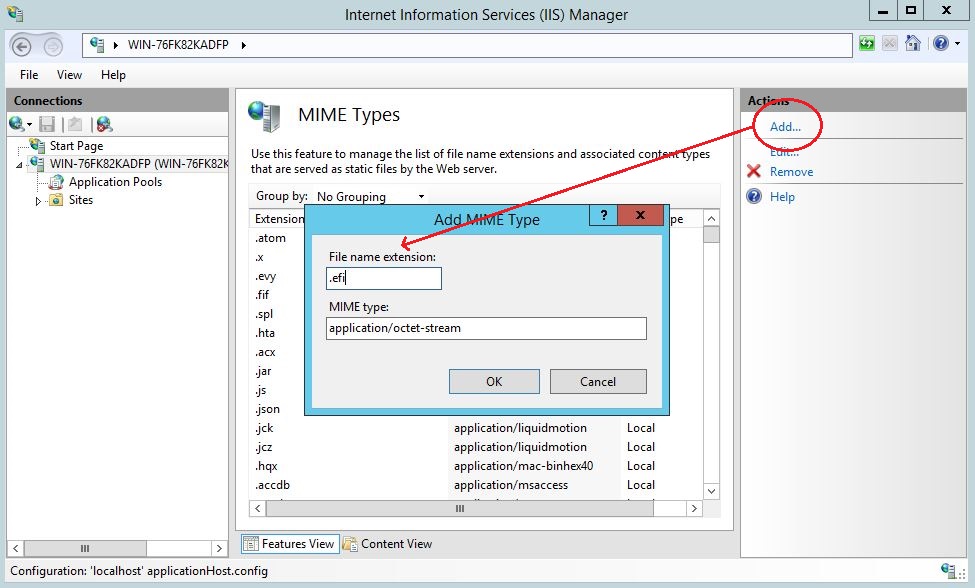 Internet Information Services (IIS) Manager
WIN-76FK82KADFP
File View Help
Connections
Start Page
WIN-76FK82KADFP (WIN-76FK82K
Application Pools
Sites
MIME Types
Use this feature to manage the list of file name extensions and associated content types
that are served as static files by the Web server.
Group by: No Grouping
Extension
.atom
.x
.evy
.fif
.spl
.hta
.acx
.jar
.js
.json
.jck application/liquidmotion Local
.jcz application/liquidmotion Local
.hqx application/mac-binhex40 Local
.accdb application/msaccess Local
Add MIME Type
?
File name extension:
.efi
MIME type:
application/octet-stream
OK Cancel
Features View Content View
Actions
Add...
Edit...
Remove
Help
Configuration: 'localhost' applicationHost.config